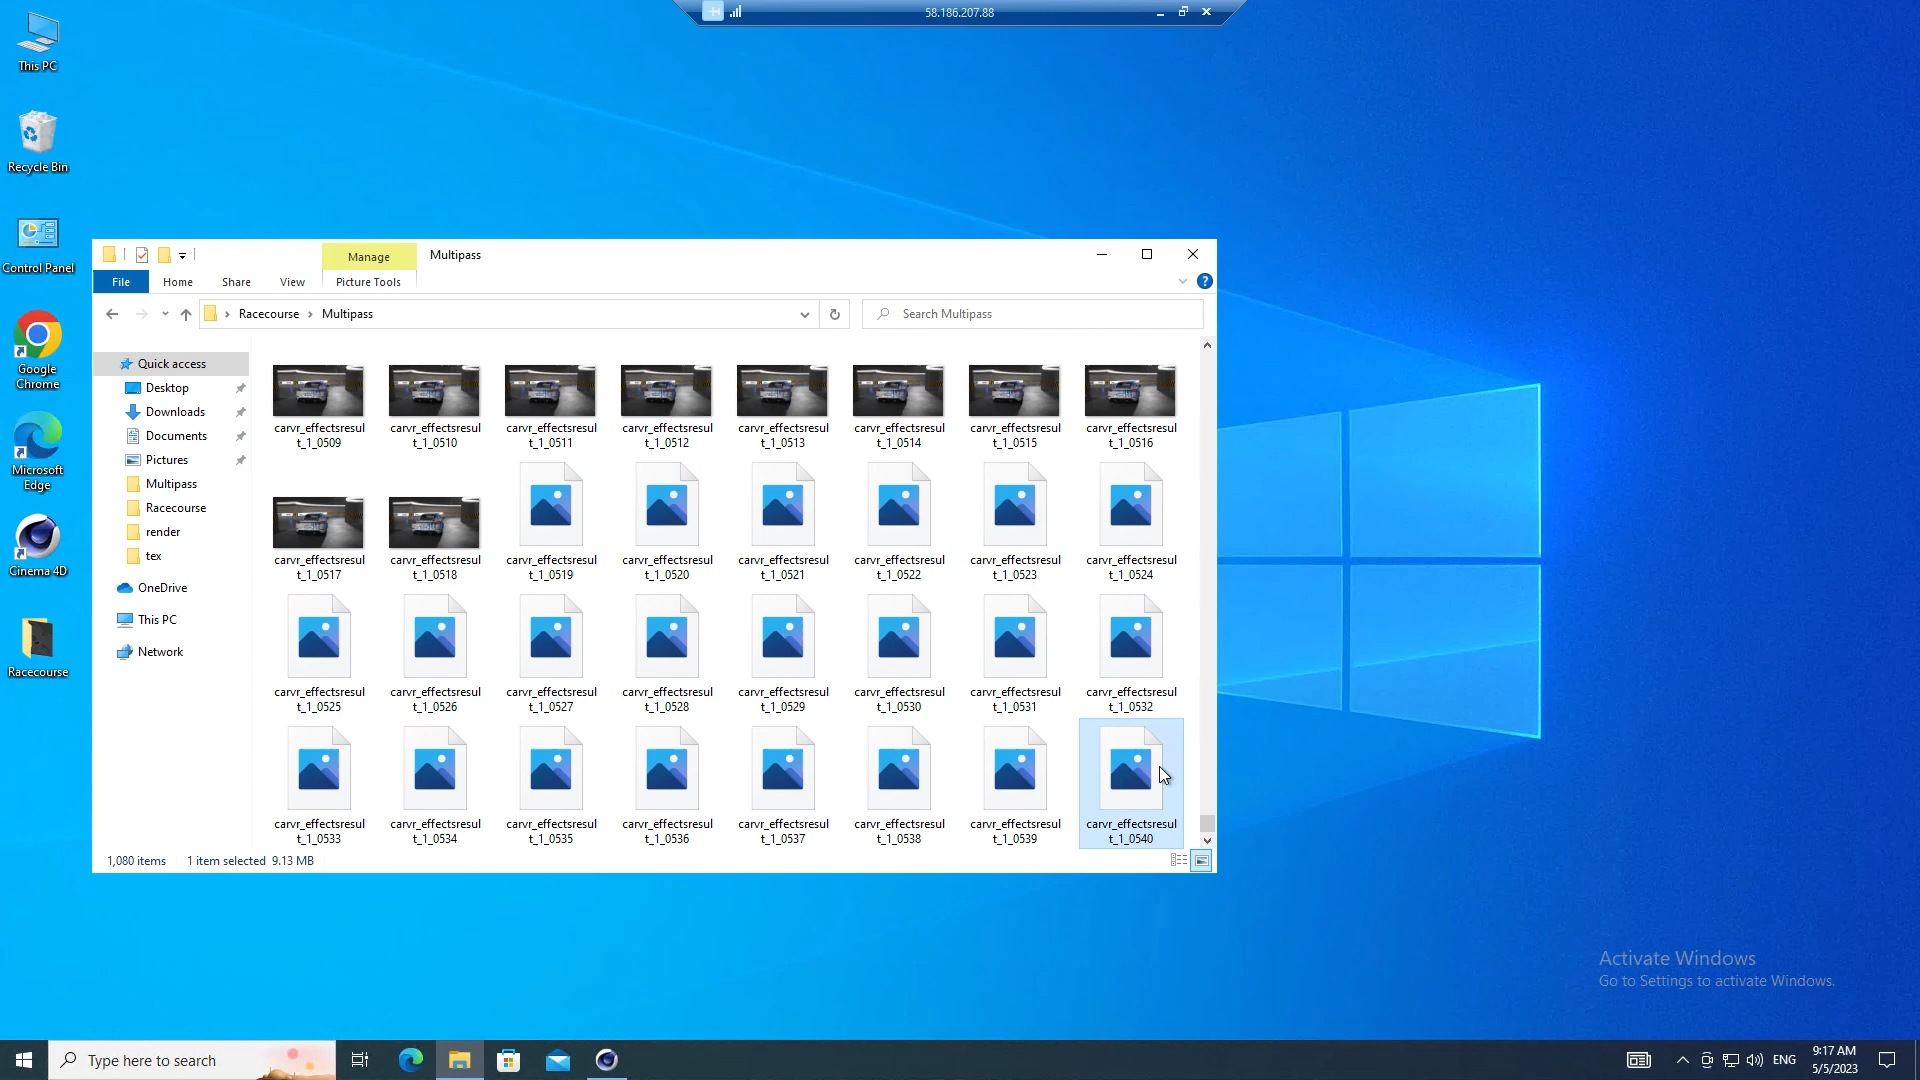 58.186.207.88
This PC
Recycle Bin
Control Panel
Google
Chrome
Microsoft
Edge
Cinema 4D
Racecourse
Manage
Multipass
File
Home
Share
View
Picture Tools
Racecourse
Multipass
Search Multipass
Quick access
Desktop
Downloads
Documents
Pictures
Multipass
Racecourse
render
tex
OneDrive
This PC
Network
carvr_effectsresul
t_1_0509
carvr_effectsresul
t_1_0510
carvr_effectsresul
t_1_0511
carvr_effectsresul
t_1_0512
carvr_effectsresul
t_1_0513
carvr_effectsresul
t_1_0514
carvr_effectsresul
t_1_0515
carvr_effectsresul
t_1_0516
carvr_effectsresul
t_1_0517
carvr_effectsresul
t_1_0518
carvr_effectsresul
t_1_0519
carvr_effectsresul
t_1_0520
carvr_effectsresul
t_1_0521
carvr_effectsresul
t_1_0522
carvr_effectsresul
t_1_0523
carvr_effectsresul
t_1_0524
carvr_effectsresul
t_1_0525
carvr_effectsresul
t_1_0526
carvr_effectsresul
t_1_0527
carvr_effectsresul
t_1_0528
carvr_effectsresul
t_1_0529
carvr_effectsresul
t_1_0530
carvr_effectsresul
t_1_0531
carvr_effectsresul
t_1_0532
carvr_effectsresul
t_1_0533
carvr_effectsresul
t_1_0534
carvr_effectsresul
t_1_0535
carvr_effectsresul
t_1_0536
carvr_effectsresul
t_1_0537
carvr_effectsresul
t_1_0538
carvr_effectsresul
t_1_0539
carvr_effectsresul
t_1_0540
1,080 items
1 item selected 9.13 MB
Activate Windows
Go to Settings to activate Windows.
Type here to search
ENG
9:17 AM
5/5/2023